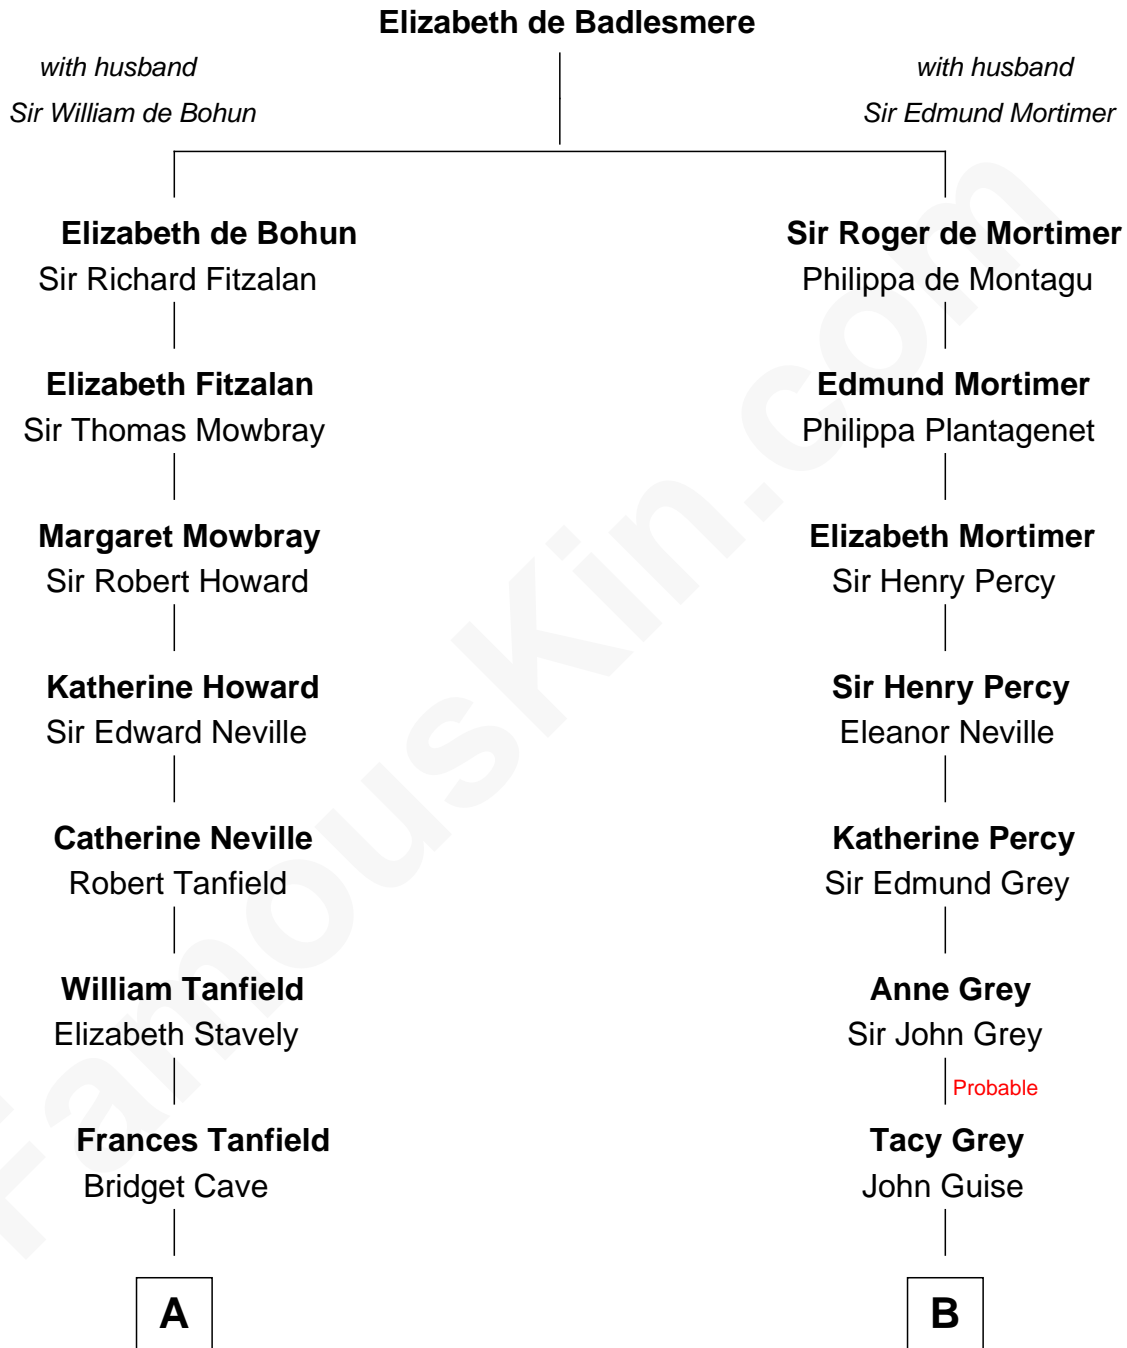 Elizabeth de Badlesmere
with husband
Sir William de Bohun
with husband
Sir Edmund Mortimer
Elizabeth de Bohun
Sir Richard Fitzalan
Elizabeth Fitzalan
Sir Thomas Mowbray
Margaret Mowbray
Sir Robert Howard
Katherine Howard
Sir Edward Neville
Catherine Neville
Robert Tanfield
William Tanfield
Elizabeth Stavely
Frances Tanfield
Bridget Cave
A
Sir Roger de Mortimer
Philippa de Montagu
Edmund Mortimer
Philippa Plantagenet
Elizabeth Mortimer
Sir Henry Percy
Sir Henry Percy
Eleanor Neville
Katherine Percy
Sir Edmund Grey
Anne Grey
Sir John Grey
Probable
Tacy Grey
John Guise
B
FamousKin.com